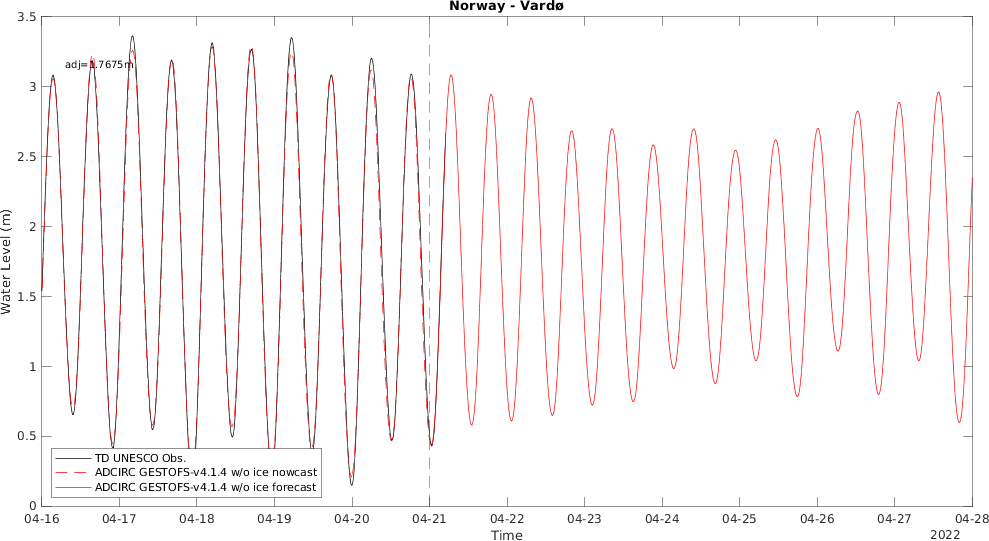 Norway - Vardø
3.5
adj=1.7675m
3
2.5
2
1.5
1
0.5
0
Water Level (m)
TD UNESCO Obs.
ADCIRC GESTOFS-v4.1.4 w/o ice nowcast
ADCIRC GESTOFS-v4.1.4 w/o ice forecast
04-16 04-17 04-18 04-19 04-20 04-21 04-22 04-23 04-24 04-25 04-26 04-27 04-28
Time
2022